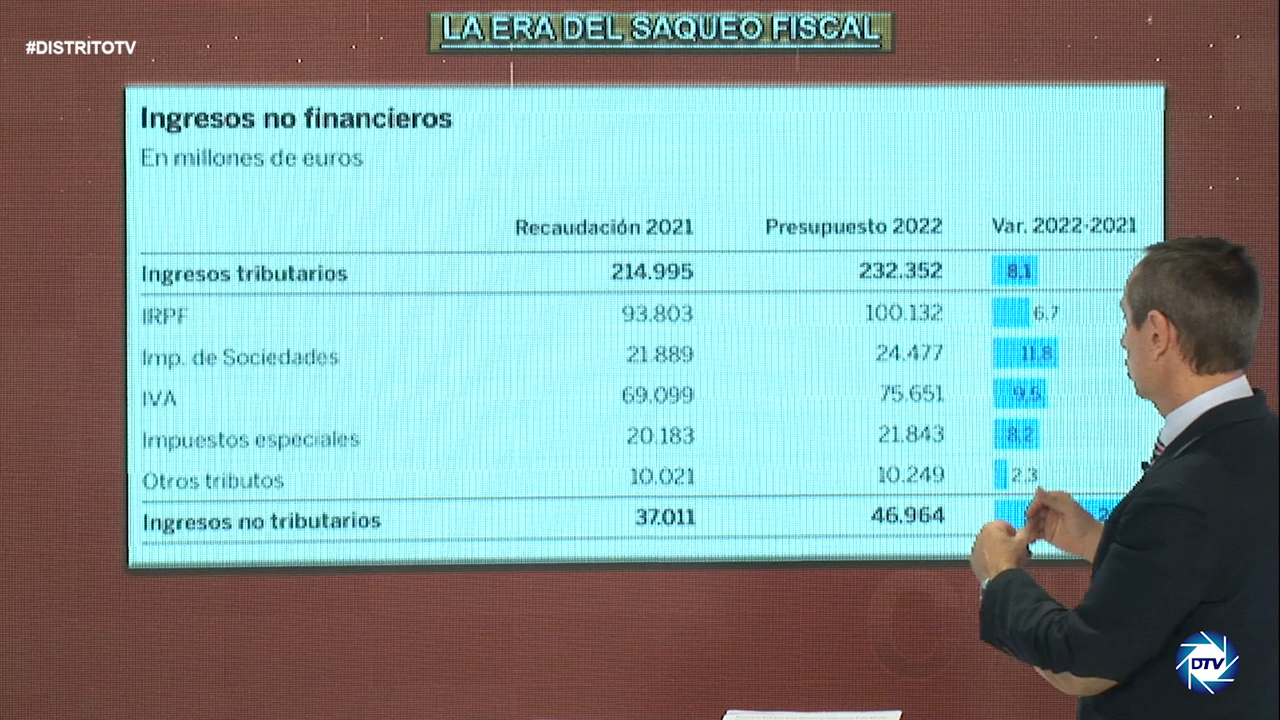 #DISTRITOTV
LA ERA DEL SAQUEO FISCAL
Ingresos no financieros
En millones de euros
Recaudación 2021 Presupuesto 2022 Var. 2022-2021
Ingresos tributarios 214.995 232.352 8,1
IRPF 93.803 100.132 6,7
Imp. de Sociedades 21.889 24.477 11,8
IVA 69.099 75.651 9,5
Impuestos especiales 20.183 21.843 8,2
Otros tributos 10.021 10.249 2,3
Ingresos no tributarios 37.011 46.964
DTV